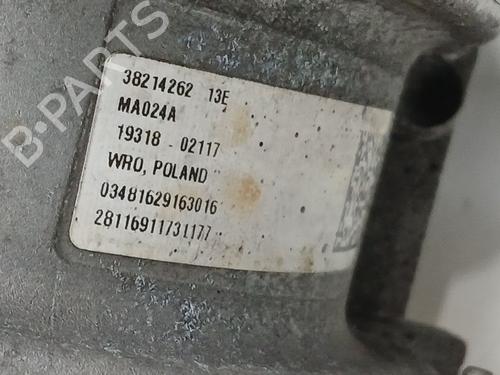 B-PARTS
38214262 13E
MA024A
19318 - 02117
WRO, POLAND
03481629163016
28116911731177